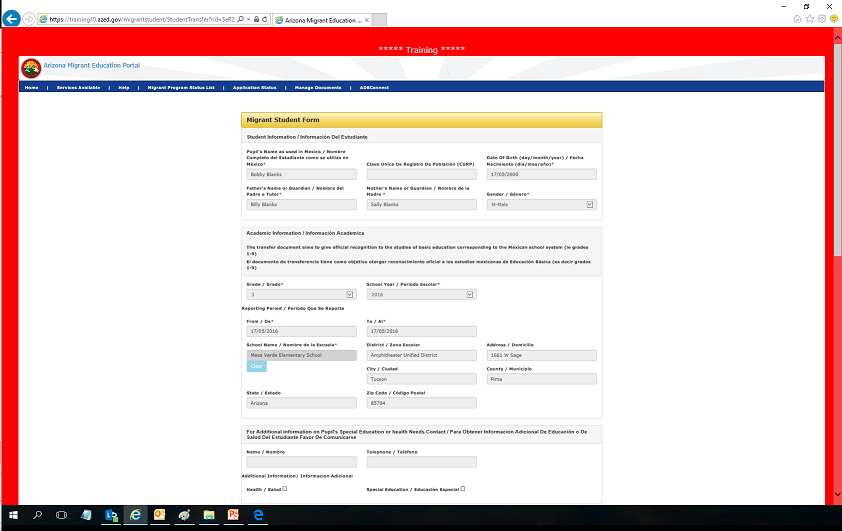 https://training10.azed.gov/migrantstudent/StudentTransfer?rid=SeR2
Arizona Migrant Education ...
***** Training *****
Arizona Migrant Education Portal
Home | Services Available | Help | Migrant Program Status List | Application Status | Manage Documents | ADEConnect
Migrant Student Form
Student Information / Información Del Estudiante
Pupil's Name as used in Mexico / Nombre
Completo del Estudiante como se utiliza en
México*
Clave Unica De Registro De Población (CURP)
Date Of Birth (day/month/year) / Fecha
Nacimiento (día/mes/año)*
Bobby Blanks
17/05/2000
Father's Name or Guardian / Nombre del
Padre o Tutor*
Mother's Name or Guardian / Nombre de la
Madre *
Gender / Género*
Billy Blanks
Sally Blanks
M-Male
Academic Information / Información Academica
The transfer document aims to give official recognition to the studies of basic education corresponding to the Mexican school system (ie grades
1-9)
El documento de transferencia tiene como objetivo otorgar reconocimiento oficial a los estudios mexicanas de Educación Básica (es decir grados
1-9)
Grade / Grado*
School Year / Periodo Escolar*
3
2016
Reporting Period / Periodo Que Se Reporta
From / De*
To / Al*
17/05/2016
17/05/2016
School Name / Nombre de la Escuela*
District / Zona Escolar
Address / Domicilio
Mesa Verde Elementary School
Amphitheater Unified District
1661 W Sage
Clear
City / Ciudad
County / Municipio
Tucson
Pima
State / Estado
Zip Code / Código Postal
Arizona
85704
For Additional information on Pupil's Special Education or health Needs Contact / Para Obtener Informacion Adicional De Educación o De
Salud Del Estudiante Favor De Comunicarse
Name / Nombre
Telephone / Teléfono
Additional Information/ Informacion Adicional
Health / Salud
Special Education / Educación Especial